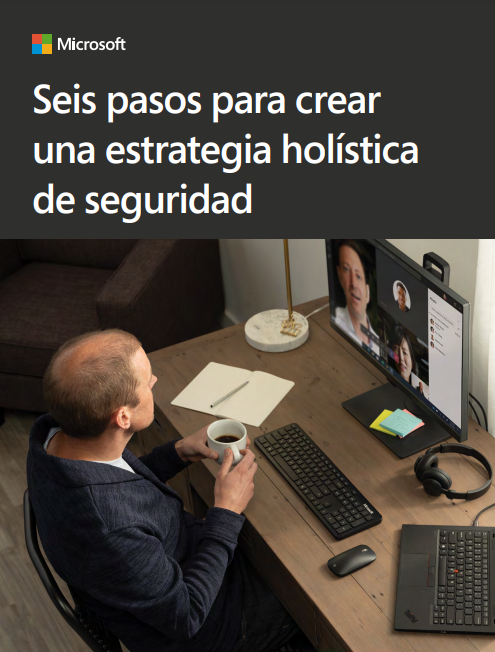 Microsoft
Seis pasos para crear
una estrategia holística
de seguridad